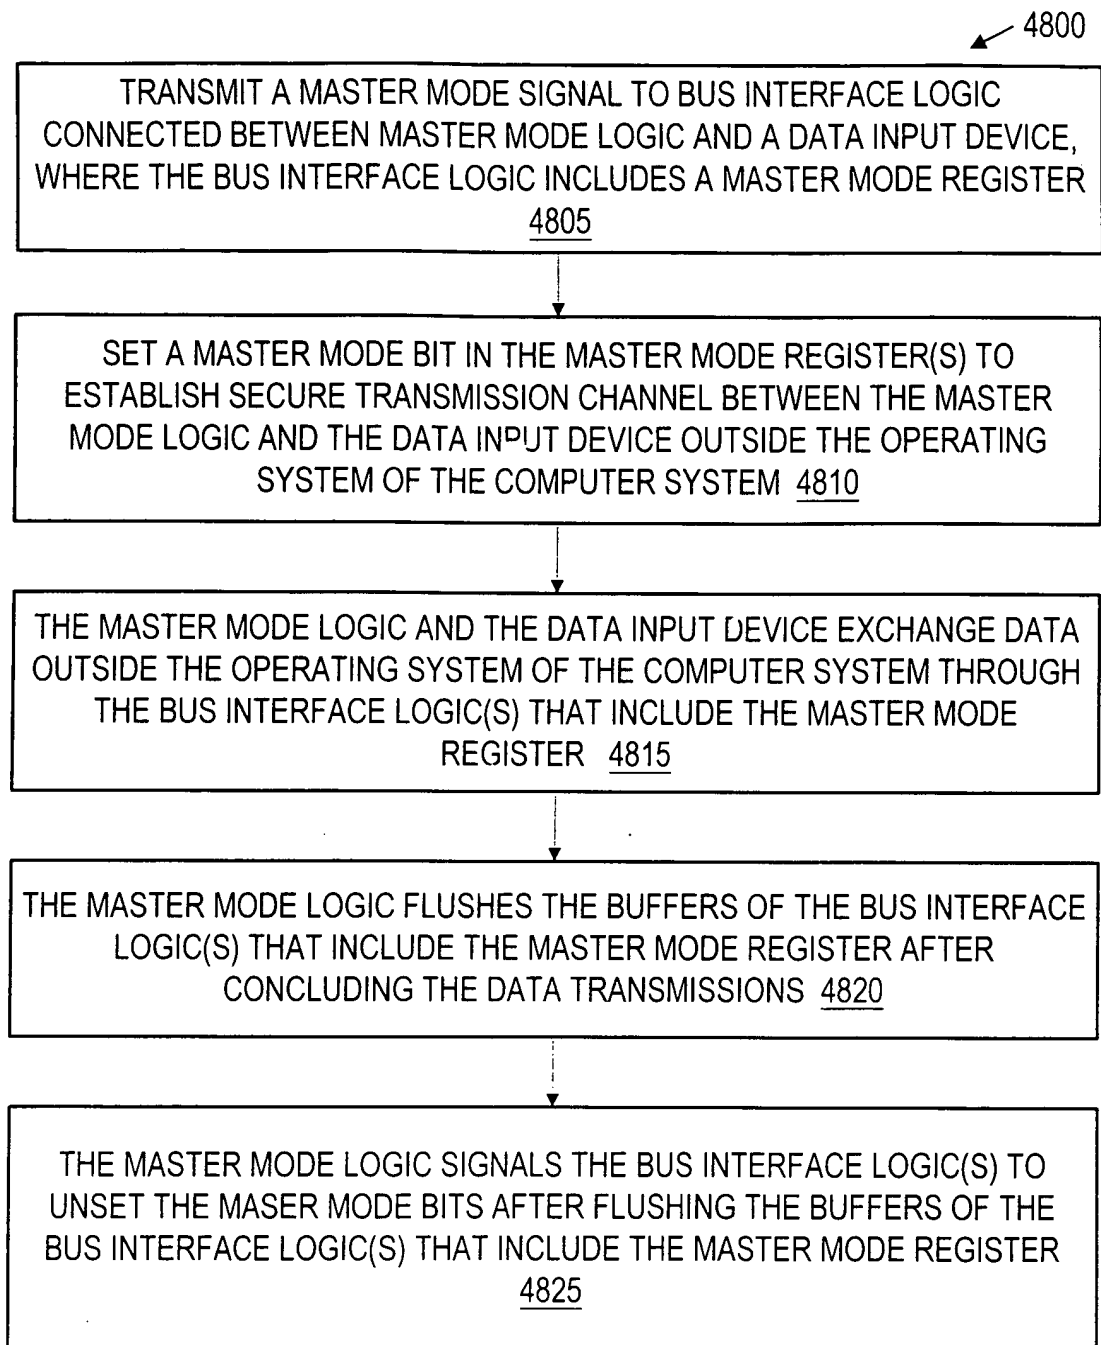 4800
TRANSMIT A MASTER MODE SIGNAL TO BUS INTERFACE LOGIC
CONNECTED BETWEEN MASTER MODE LOGIC AND A DATA INPUT DEVICE,
WHERE THE BUS INTERFACE LOGIC INCLUDES A MASTER MODE REGISTER
4805
SET A MASTER MODE BIT IN THE MASTER MODE REGISTER(S) TO
ESTABLISH SECURE TRANSMISSION CHANNEL BETWEEN THE MASTER
MODE LOGIC AND THE DATA INPUT DEVICE OUTSIDE THE OPERATING
SYSTEM OF THE COMPUTER SYSTEM 4810
THE MASTER MODE LOGIC AND THE DATA INPUT DEVICE EXCHANGE DATA
OUTSIDE THE OPERATING SYSTEM OF THE COMPUTER SYSTEM THROUGH
THE BUS INTERFACE LOGIC(S) THAT INCLUDE THE MASTER MODE
REGISTER 4815
THE MASTER MODE LOGIC FLUSHES THE BUFFERS OF THE BUS INTERFACE
LOGIC(S) THAT INCLUDE THE MASTER MODE REGISTER AFTER
CONCLUDING THE DATA TRANSMISSIONS 4820
THE MASTER MODE LOGIC SIGNALS THE BUS INTERFACE LOGIC(S) TO
UNSET THE MASER MODE BITS AFTER FLUSHING THE BUFFERS OF THE
BUS INTERFACE LOGIC(S) THAT INCLUDE THE MASTER MODE REGISTER
4825